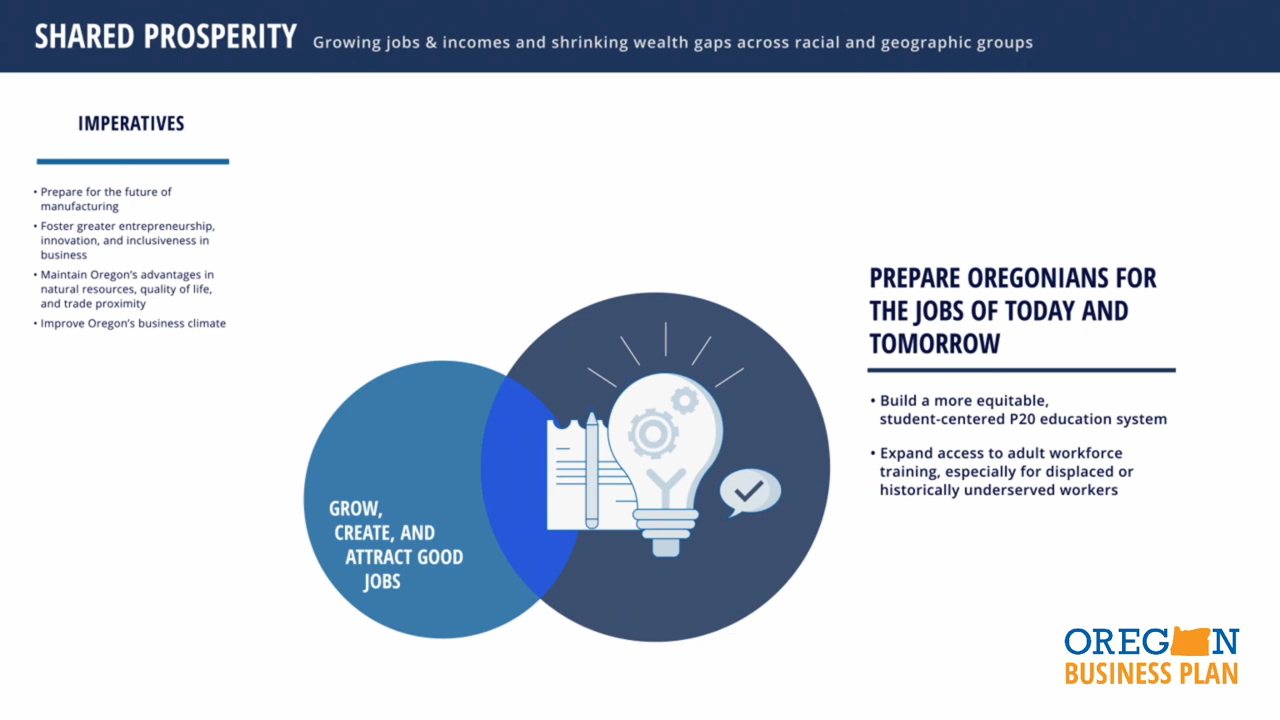 SHARED PROSPERITY Growing jobs & incomes and shrinking wealth gaps across racial and geographic groups
IMPERATIVES
• Prepare for the future of
manufacturing
• Foster greater entrepreneurship,
innovation, and inclusiveness in
business
• Maintain Oregon's advantages in
natural resources, quality of life,
and trade proximity
• Improve Oregon's business climate
GROW,
CREATE, AND
ATTRACT GOOD
JOBS
PREPARE OREGONIANS FOR
THE JOBS OF TODAY AND
TOMORROW
• Build a more equitable,
student-centered P20 education system
• Expand access to adult workforce
training, especially for displaced or
historically underserved workers
OREGON
BUSINESS PLAN